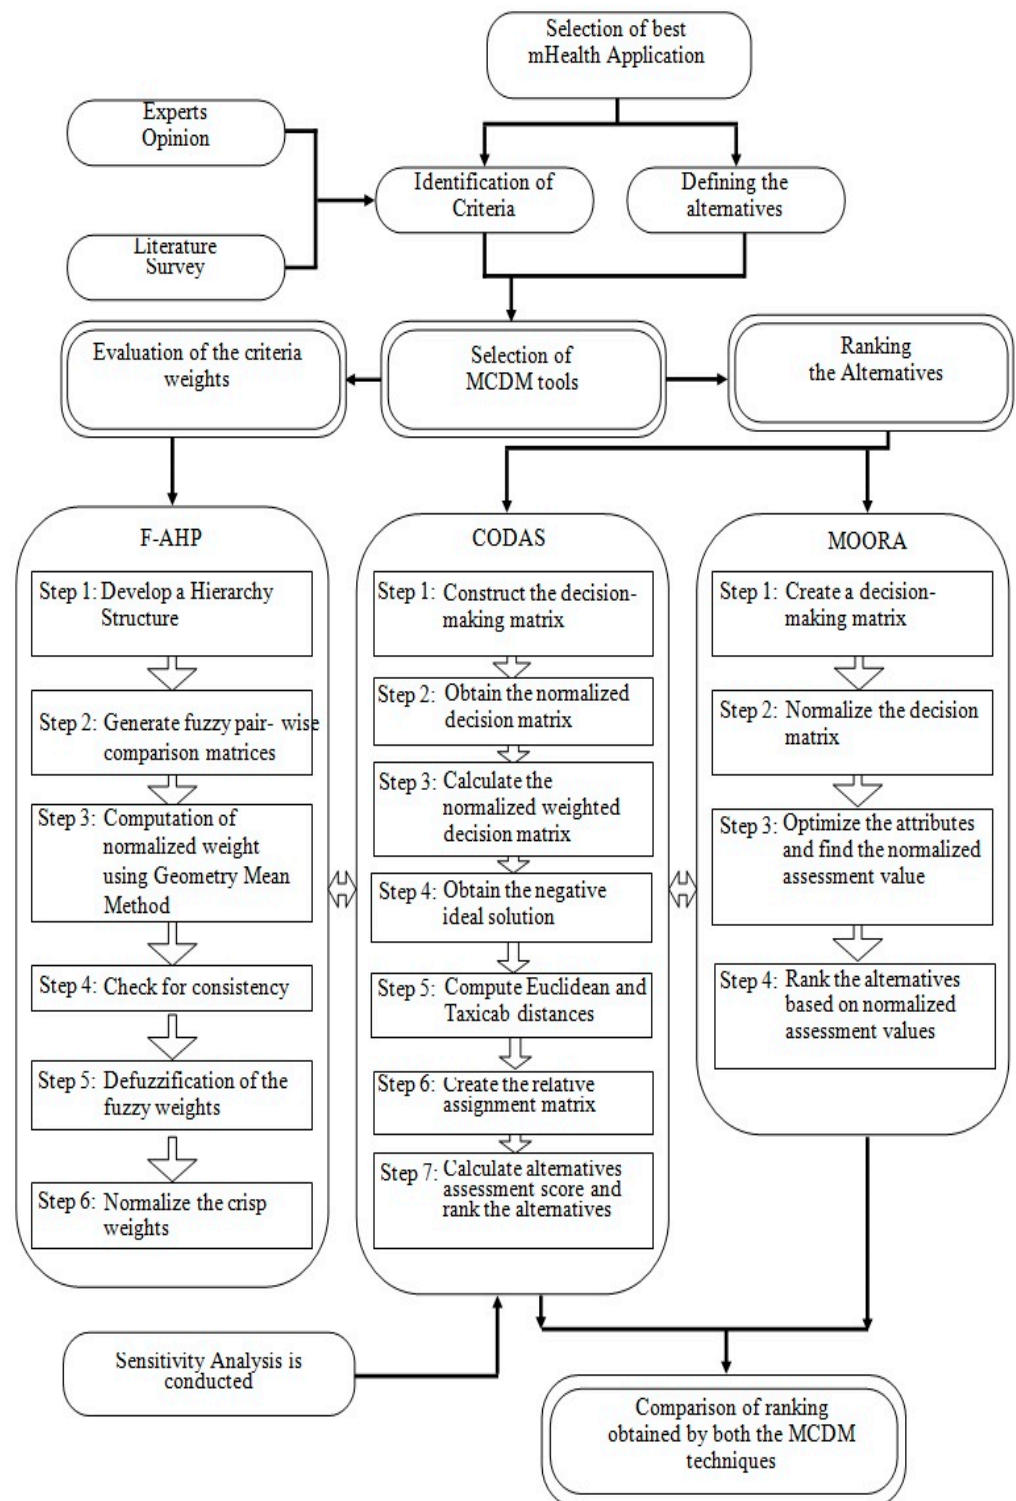 Selection of best
mHealth Application
Experts
Opinion
Identification of
Criteria
Defining the
alternatives
Literature
Survey
Evaluation of the criteria
weights
Selection of
MCDM tools
Ranking
the Alternatives
F-AHP
Step 1: Develop a Hierarchy
Structure
Step 2: Generate fuzzy pair- wise
comparison matrices
Step 3: Computation of
normalized weight
using Geometry Mean
Method
Step 4: Check for consistency
Step 5: Defuzzification of the
fuzzy weights
Step 6: Normalize the crisp
weights
CODAS
Step 1: Construct the decision-
making matrix
Step 2: Obtain the normalized
decision matrix
Step 3: Calculate the
normalized weighted
decision matrix
Step 4: Obtain the negative
ideal solution
Step 5: Compute Euclidean and
Taxicab distances
Step 6: Create the relative
assignment matrix
Step 7: Calculate alternatives
assessment score and
rank the alternatives
MOORA
Step 1: Create a decision-
making matrix
Step 2: Normalize the decision
matrix
Step 3: Optimize the attributes
and find the normalized
assessment value
Step 4: Rank the alternatives
based on normalized
assessment values
Sensitivity Analysis is
conducted
Comparison of ranking
obtained by both the MCDM
techniques